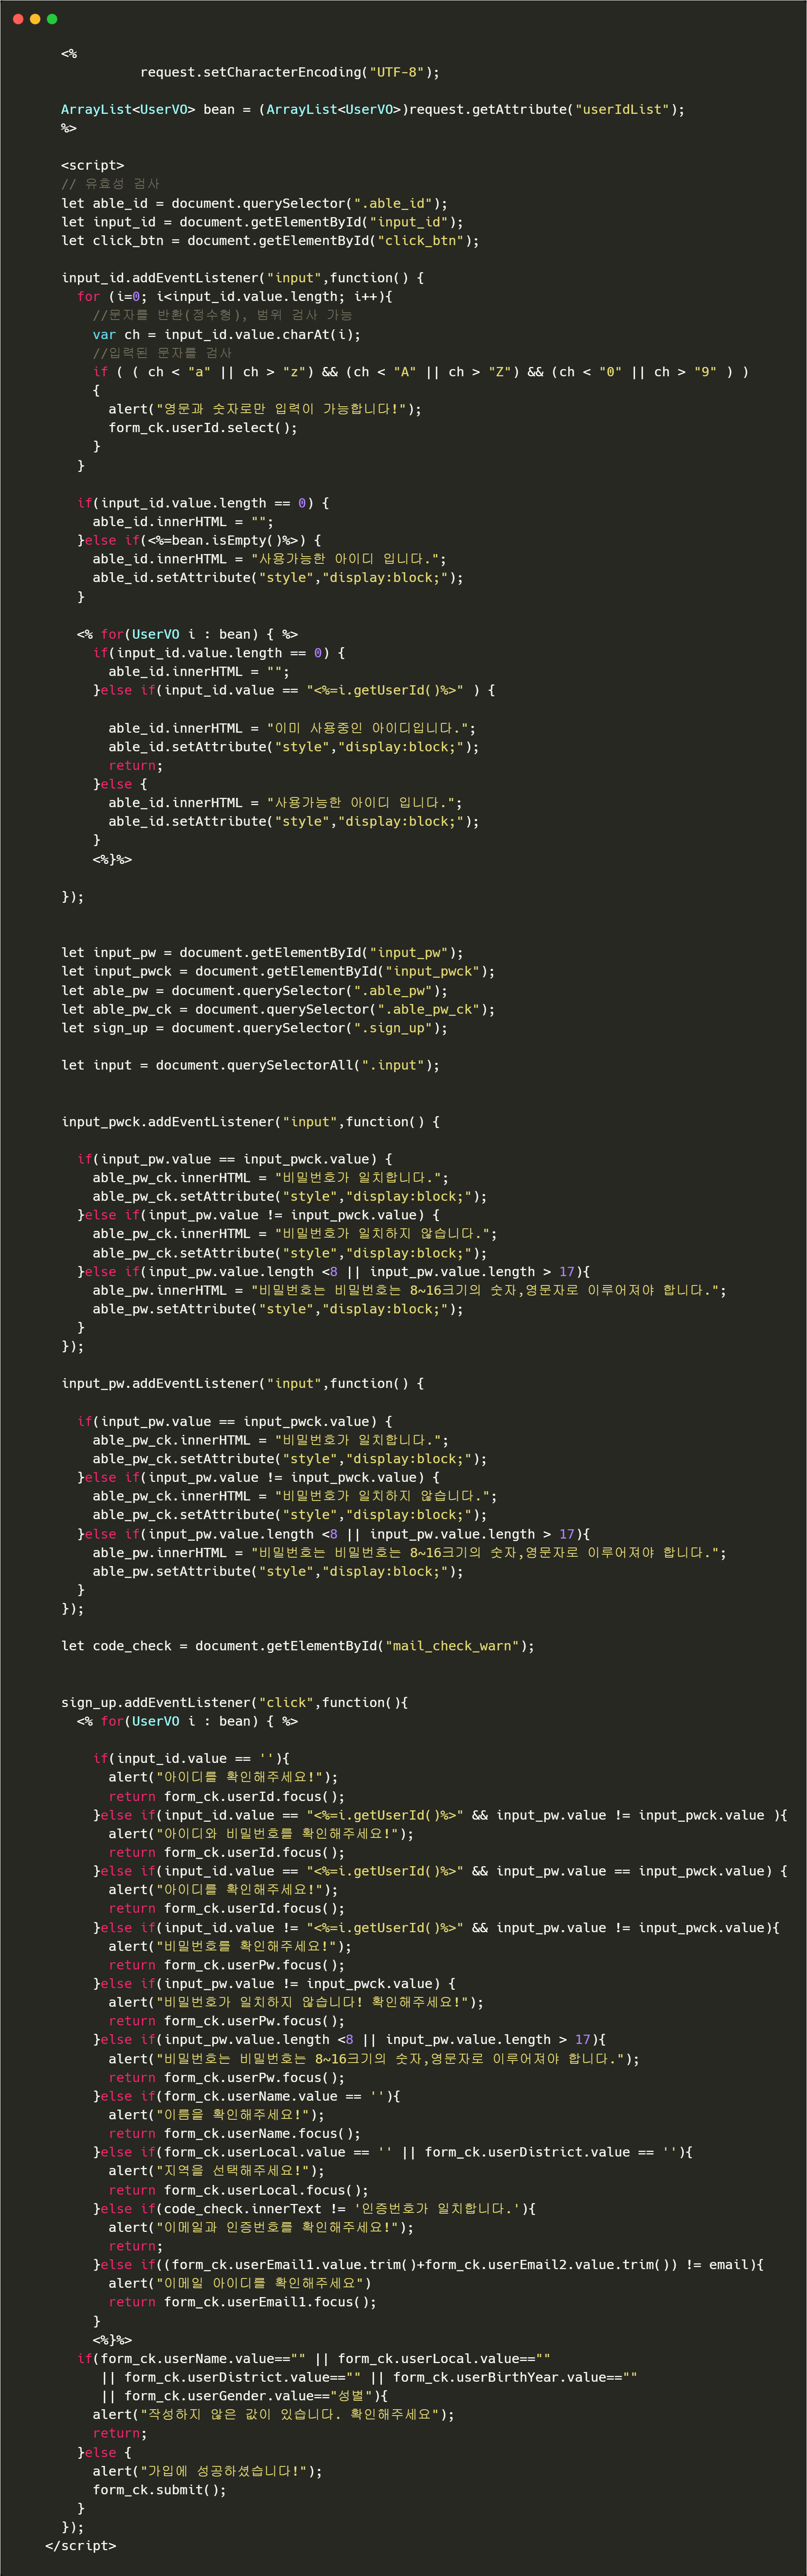 <%
request.setCharacterEncoding("UTF-8");
ArrayList<UserVO> bean = (ArrayList<UserVO>)request.getAttribute("userIdList");
%>
<script>
// 유효성 검사
let able_id = document.querySelector(".able_id");
let input_id = document.getElementById("input_id");
let click_btn = document.getElementById("click_btn");
input_id.addEventListener("input",function() {
for (i=0; i<input_id.value.length; i++){
//문자를 반환(정수형), 범위 검사 가능
var ch = input_id.value.charAt(i);
//입력된 문자를 검사
if ( ( ch < "a" || ch > "z") && (ch < "A" || ch > "Z") && (ch < "0" || ch > "9" ) )
{
alert("영문과 숫자로만 입력이 가능합니다!");
form_ck.userId.select();
}
}
if(input_id.value.length == 0) {
able_id.innerHTML = "";
}else if(<%=bean.isEmpty()%>) {
able_id.innerHTML = "사용가능한 아이디 입니다.";
able_id.setAttribute("style","display:block;");
}
<% for(UserVO i : bean) { %>
if(input_id.value.length == 0) {
able_id.innerHTML = "";
}else if(input_id.value == "<%=i.getUserId()%>" ) {
able_id.innerHTML = "이미 사용중인 아이디입니다.";
able_id.setAttribute("style","display:block;");
return;
}else {
able_id.innerHTML = "사용가능한 아이디 입니다.";
able_id.setAttribute("style","display:block;");
}
<%}%>
});
let input_pw = document.getElementById("input_pw");
let input_pwck = document.getElementById("input_pwck");
let able_pw = document.querySelector(".able_pw");
let able_pw_ck = document.querySelector(".able_pw_ck");
let sign_up = document.querySelector(".sign_up");
let input = document.querySelectorAll(".input");
input_pwck.addEventListener("input",function() {
if(input_pw.value == input_pwck.value) {
able_pw_ck.innerHTML = "비밀번호가 일치합니다.";
able_pw_ck.setAttribute("style","display:block;");
}else if(input_pw.value != input_pwck.value) {
able_pw_ck.innerHTML = "비밀번호가 일치하지 않습니다.";
able_pw_ck.setAttribute("style","display:block;");
}else if(input_pw.value.length <8 || input_pw.value.length > 17){
able_pw.innerHTML = "비밀번호는 비밀번호는 8~16크기의 숫자,영문자로 이루어져야 합니다.";
able_pw.setAttribute("style","display:block;");
}
});
input_pw.addEventListener("input",function() {
if(input_pw.value == input_pwck.value) {
able_pw_ck.innerHTML = "비밀번호가 일치합니다.";
able_pw_ck.setAttribute("style","display:block;");
}else if(input_pw.value != input_pwck.value) {
able_pw_ck.innerHTML = "비밀번호가 일치하지 않습니다.";
able_pw_ck.setAttribute("style","display:block;");
}else if(input_pw.value.length <8 || input_pw.value.length > 17){
able_pw.innerHTML = "비밀번호는 비밀번호는 8~16크기의 숫자,영문자로 이루어져야 합니다.";
able_pw.setAttribute("style","display:block;");
}
});
let code_check = document.getElementById("mail_check_warn");
sign_up.addEventListener("click",function(){
<% for(UserVO i : bean) { %>
if(input_id.value == ''){
alert("아이디를 확인해주세요!");
return form_ck.userId.focus();
}else if(input_id.value == "<%=i.getUserId()%>" && input_pw.value != input_pwck.value ){
alert("아이디와 비밀번호를 확인해주세요!");
return form_ck.userId.focus();
}else if(input_id.value == "<%=i.getUserId()%>" && input_pw.value == input_pwck.value) {
alert("아이디를 확인해주세요!");
return form_ck.userId.focus();
}else if(input_id.value != "<%=i.getUserId()%>" && input_pw.value != input_pwck.value){
alert("비밀번호를 확인해주세요!");
return form_ck.userPw.focus();
}else if(input_pw.value != input_pwck.value) {
alert("비밀번호가 일치하지 않습니다! 확인해주세요!");
return form_ck.userPw.focus();
}else if(input_pw.value.length <8 || input_pw.value.length > 17){
alert("비밀번호는 비밀번호는 8~16크기의 숫자,영문자로 이루어져야 합니다.");
return form_ck.userPw.focus();
}else if(form_ck.userName.value == ''){
alert("이름을 확인해주세요!");
return form_ck.userName.focus();
}else if(form_ck.userLocal.value == '' || form_ck.userDistrict.value == ''){
alert("지역을 선택해주세요!");
return form_ck.userLocal.focus();
}else if(code_check.innerText != '인증번호가 일치합니다.'){
alert("이메일과 인증번호를 확인해주세요!");
return;
}else if((form_ck.userEmail1.value.trim()+form_ck.userEmail2.value.trim()) != email){
alert("이메일 아이디를 확인해주세요")
return form_ck.userEmail1.focus();
}
<%}%>
if(form_ck.userName.value=="" || form_ck.userLocal.value==""
|| form_ck.userDistrict.value=="" || form_ck.userBirthYear.value==""
|| form_ck.userGender.value=="성별"){
alert("작성하지 않은 값이 있습니다. 확인해주세요");
return;
}else {
alert("가입에 성공하셨습니다!");
form_ck.submit();
}
});
</script>